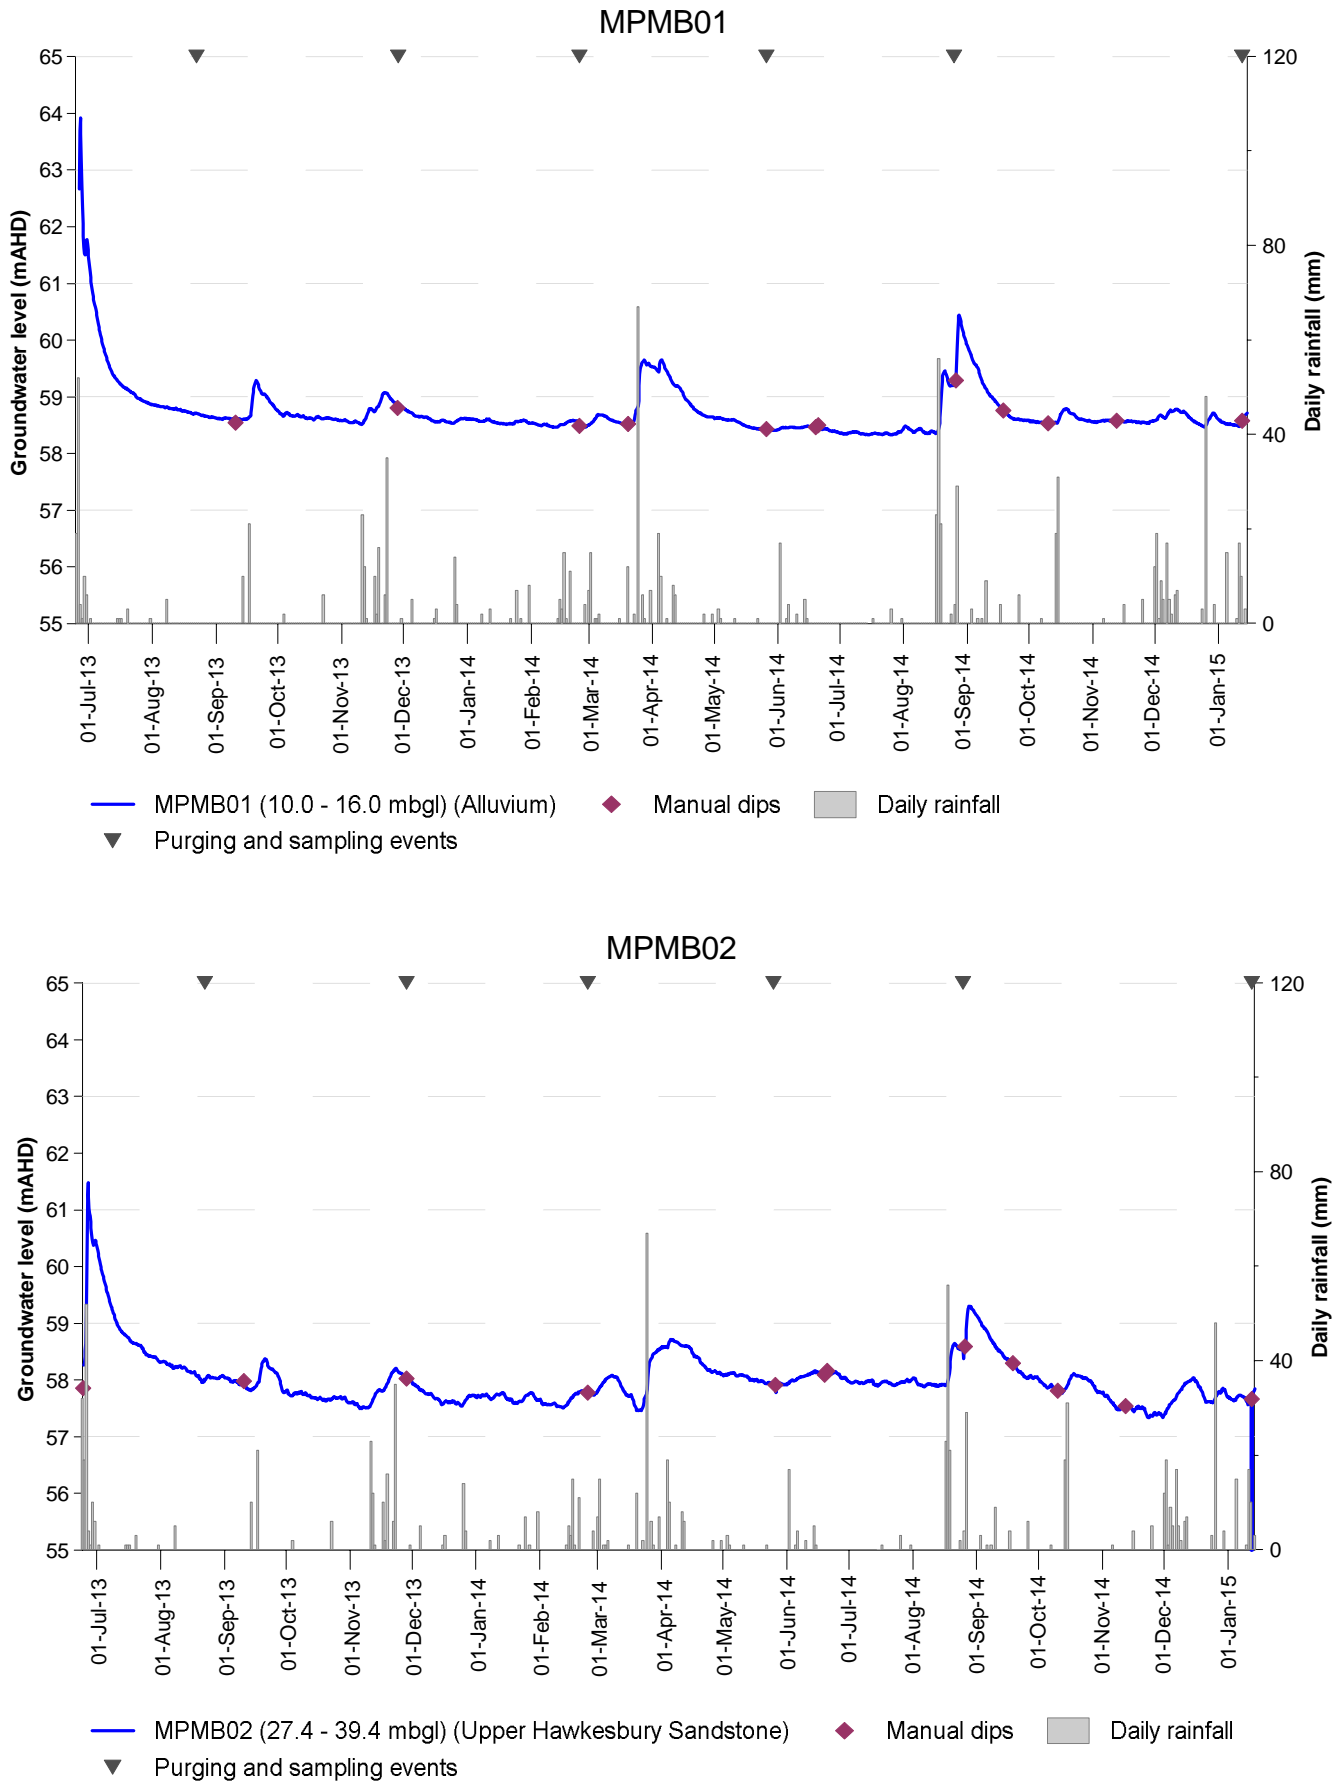 MPMB01
65
64
63
62
61
60
59
58
57
56
55
Groundwater level (mAHD)
120
80
40
0
Daily rainfall (mm)
01-Jul-13
01-Aug-13
01-Sep-13
01-Oct-13
01-Nov-13
01-Dec-13
01-Jan-14
01-Feb-14
01-Mar-14
01-Apr-14
01-May-14
01-Jun-14
01-Jul-14
01-Aug-14
01-Sep-14
01-Oct-14
01-Nov-14
01-Dec-14
01-Jan-15
MPMB01 (10.0 - 16.0 mbgl) (Alluvium) Manual dips Daily rainfall
Purging and sampling events
MPMB02
65
64
63
62
61
60
59
58
57
56
55
Groundwater level (mAHD)
120
80
40
0
Daily rainfall (mm)
01-Jul-13
01-Aug-13
01-Sep-13
01-Oct-13
01-Nov-13
01-Dec-13
01-Jan-14
01-Feb-14
01-Mar-14
01-Apr-14
01-May-14
01-Jun-14
01-Jul-14
01-Aug-14
01-Sep-14
01-Oct-14
01-Nov-14
01-Dec-14
01-Jan-15
MPMB02 (27.4 - 39.4 mbgl) (Upper Hawkesbury Sandstone) Manual dips Daily rainfall
Purging and sampling events